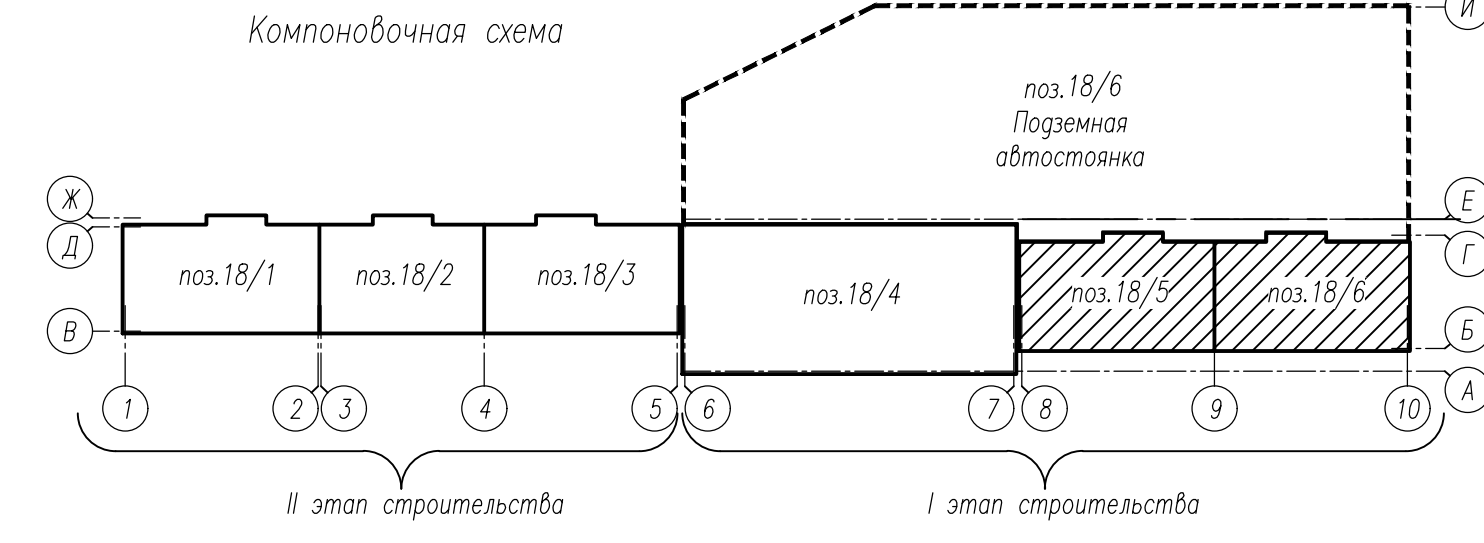 Компоновочная схема
И
поз.18/6
Подземная
автостоянка
Ж
Е
Д
Г
поз.18/1
поз.18/2
поз.18/3
поз.18/4
поз.18/5
поз.18/6
В
Б
А
1
2
3
4
5
6
7
8
9
10
II этап строительства
I этап строительства